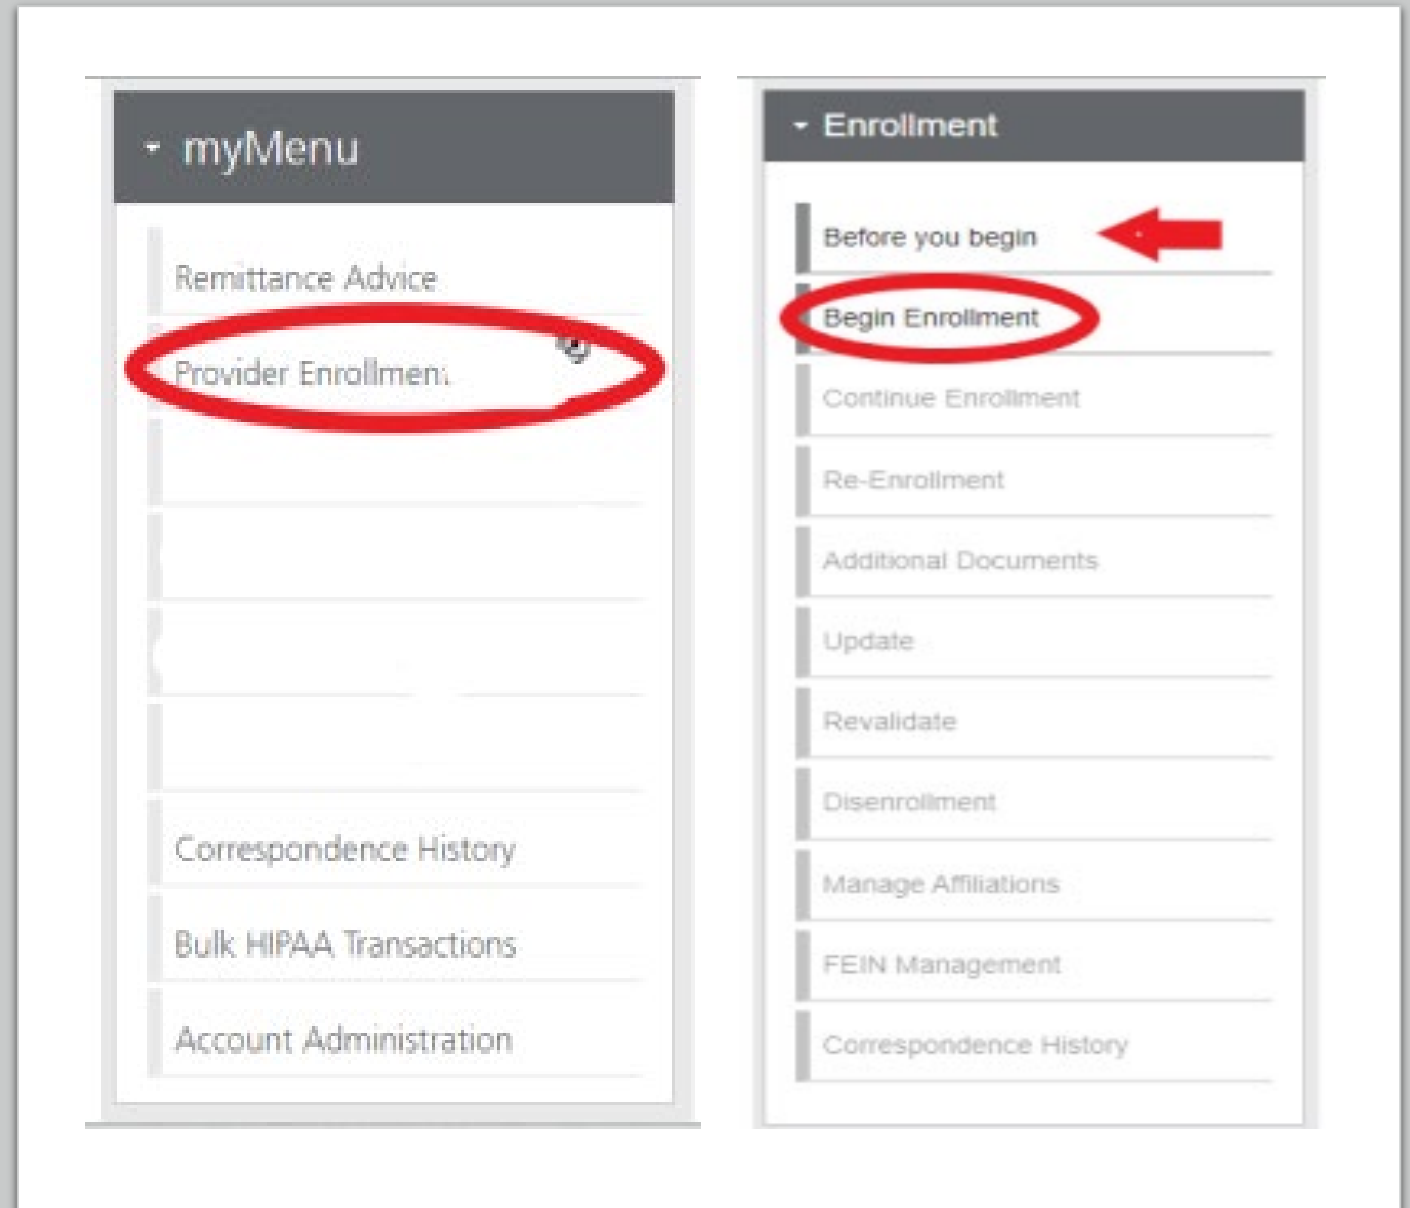 myMenu
Remittance Advice
Provider Enrollment
Correspondence History
Bulk HIPAA Transactions
Account Administration
Enrollment
Before you begin
Begin Enrollment
Continue Enrollment
Re-Enrollment
Additional Documents
Update
Revalidate
Disenrollment
Manage Affiliations
FEIN Management
Correspondence History